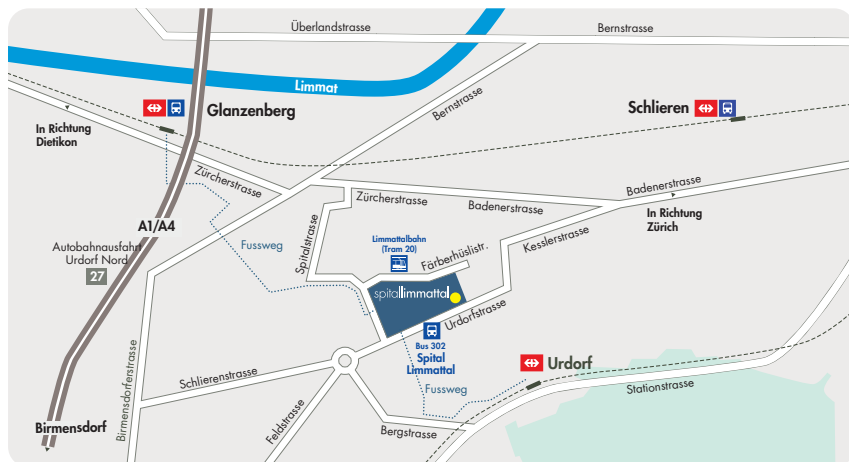 Überlandstrasse
Bernstrasse
Limmat
Bernstrasse
Glanzenberg
Schlieren
In Richtung
Dietikon
Zürcherstrasse
Zürcherstrasse
Badenerstrasse
Badenerstrasse
In Richtung
Zürich
A1/A4
Autobahnausfahrt
Urdorf Nord
27
Fussweg
Spitalstrasse
Limmattalbahn
(Tram 20)
Färberhüslistr.
Kesslerstrasse
spitallimmattal
Urdorfstrasse
Bus 302
Spital
Limmattal
Urdorf
Schlierenstrasse
Fussweg
Stationstrasse
Birmensdorferstrasse
Birmensdorf
Feldstrasse
Bergstrasse